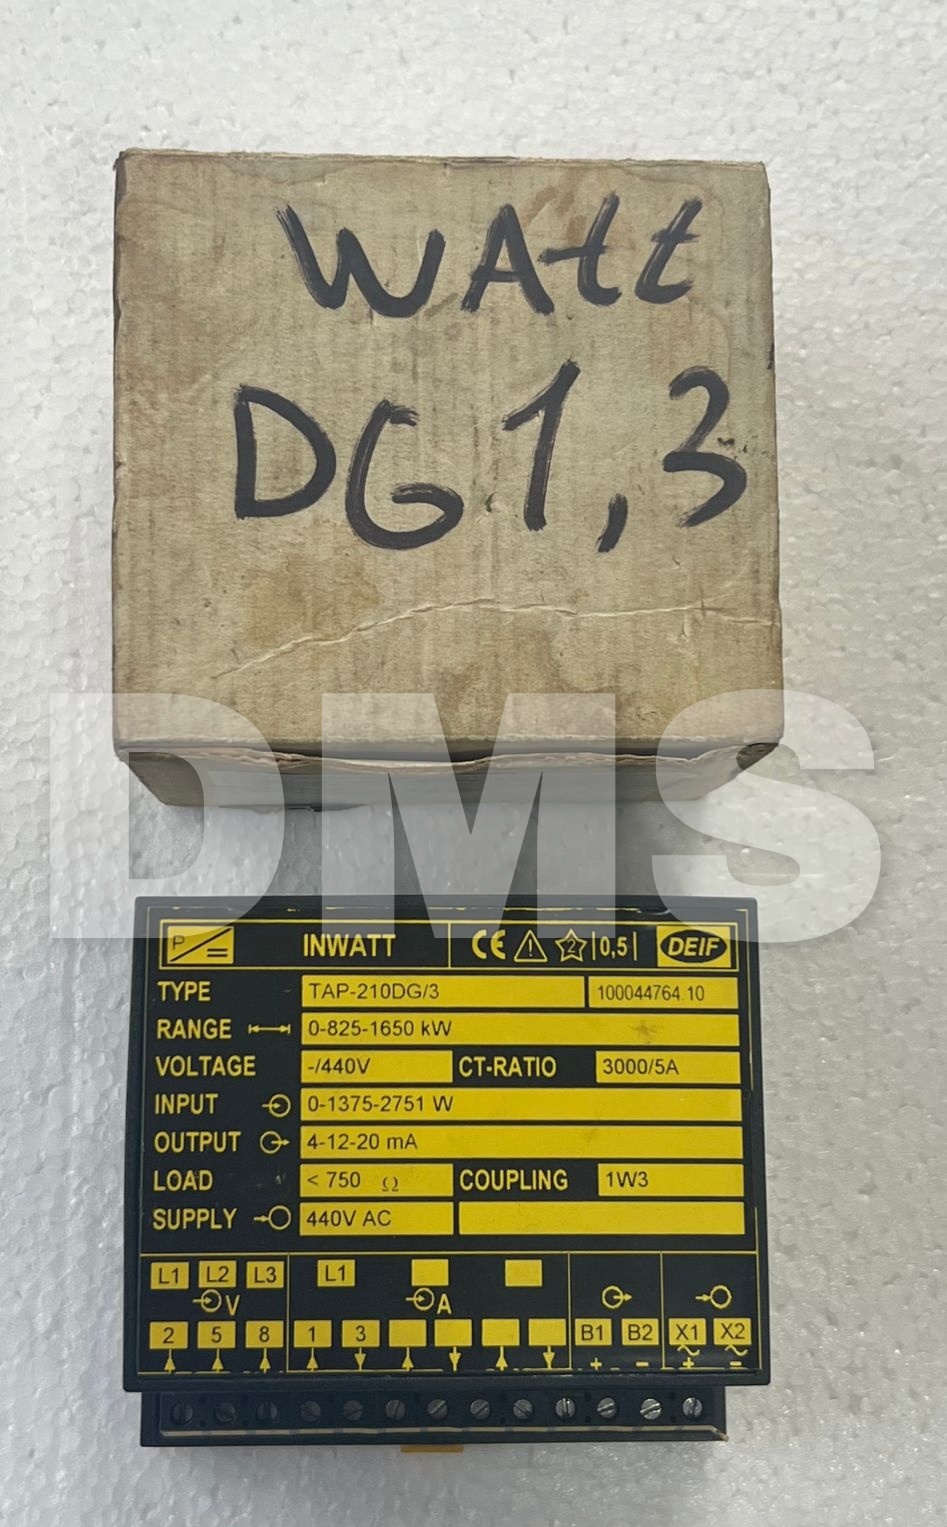 WAtt
DG 1,3
DMS
P INWATT CE 2 0,5 DEIF
TYPE TAP-210DG/3 100044764.10
RANGE 0-825-1650 kW
VOLTAGE -/440V CT-RATIO 3000/5A
INPUT 0-1375-2751 W
OUTPUT 4-12-20 mA
LOAD < 750 Ω COUPLING 1W3
SUPPLY 440V AC
L1 L2 L3 L1
V A
2 5 8 1 3 B1 B2 X1 X2
+ − ~+ ~−